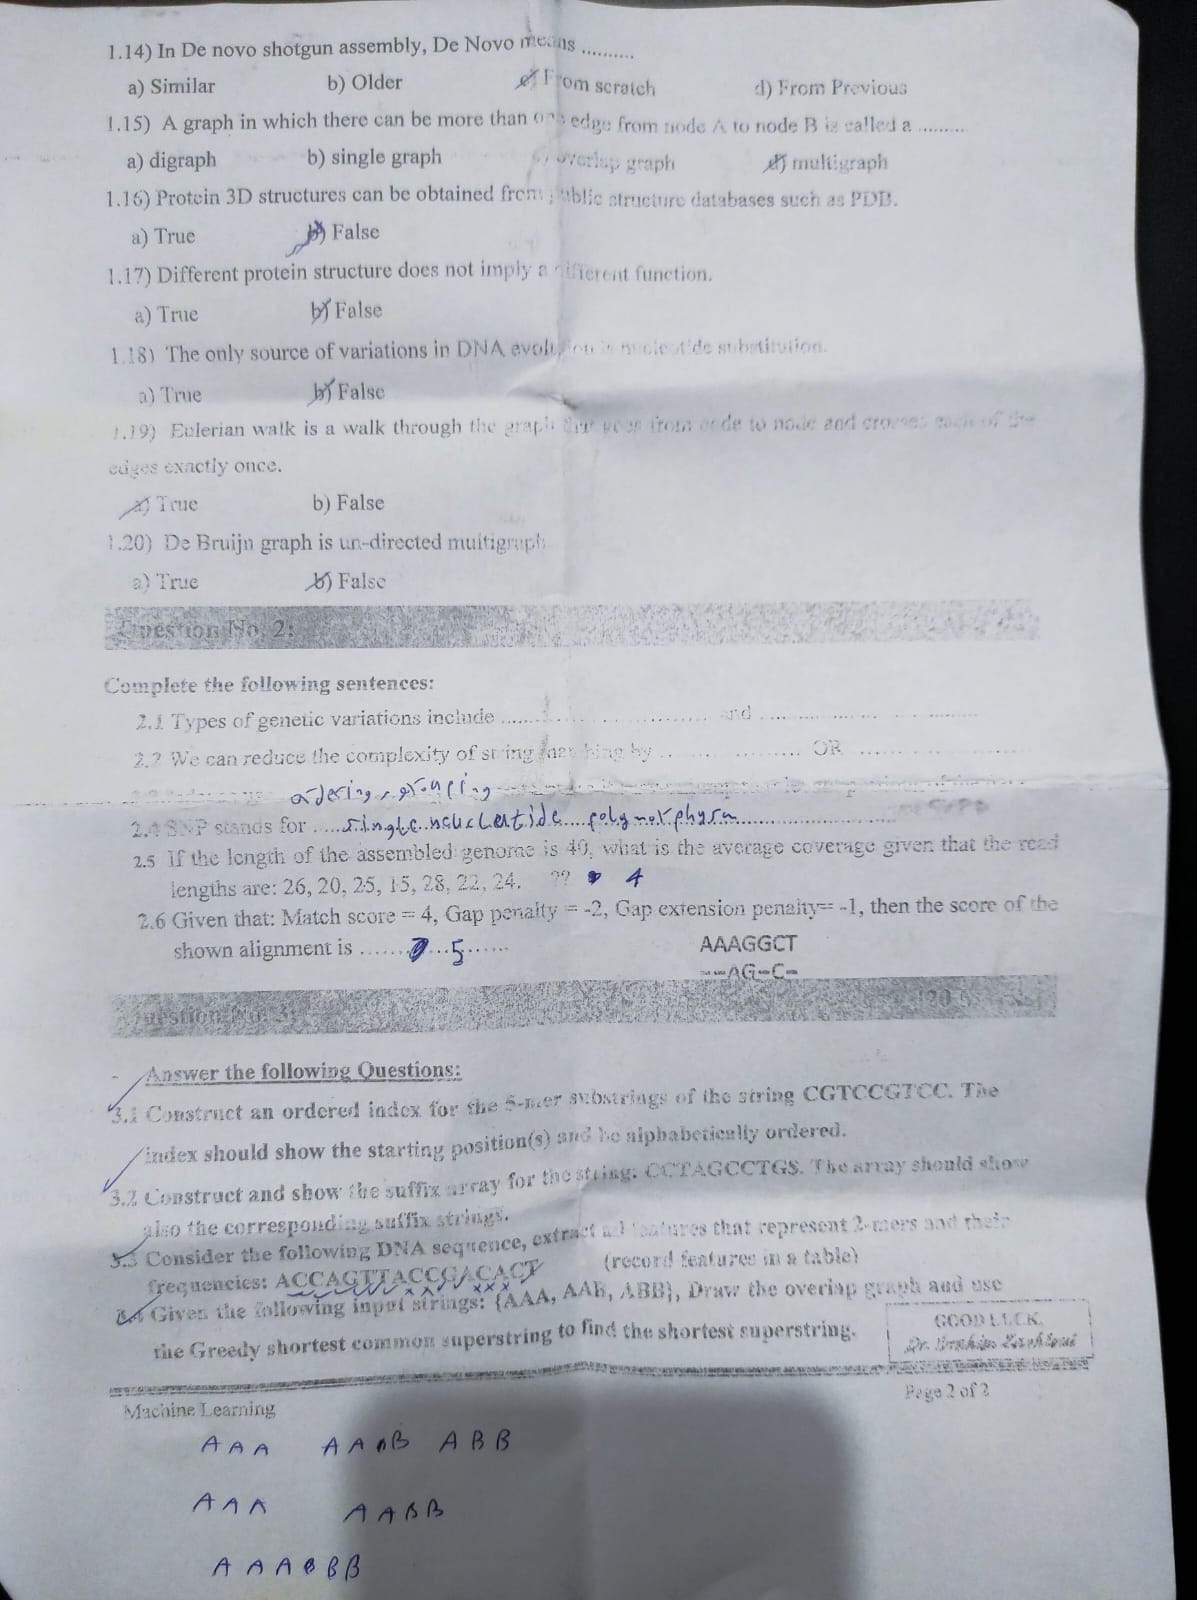 1.14) In De novo shotgun assembly, De Novo means ..........
a) Similar b) Older c) From scratch d) From Previous
1.15) A graph in which there can be more than one edge from node A to node B is called a .........
a) digraph b) single graph c) overlap graph d) multigraph
1.16) Protein 3D structures can be obtained from public structure databases such as PDB.
a) True b) False
1.17) Different protein structure does not imply a different function.
a) True b) False
1.18) The only source of variations in DNA evolution is nucleotide substitution.
a) True b) False
1.19) Eulerian walk is a walk through the graph that goes from node to node and crosses each of the
edges exactly once.
a) True b) False
1.20) De Bruijn graph is un-directed multigraph
a) True b) False
Question No. 2:
Complete the following sentences:
2.1 Types of genetic variations include .................... and ....................
2.2 We can reduce the complexity of string matching by .................... OR ....................
ordering, grouping
2.4 SNP stands for .....single neucleutide....polymorphysm....................
2.5 If the length of the assembled genome is 40, what is the average coverage given that the read
lengths are: 26, 20, 25, 15, 28, 22, 24. ?? 4
2.6 Given that: Match score = 4, Gap penalty = -2, Gap extension penalty= -1, then the score of the
shown alignment is ..........5...... AAAGGCT
--AG-C-
Question No. 3:
Answer the following Questions:
3.1 Construct an ordered index for the 5-mer substrings of the string CGTCCGTCC. The
index should show the starting position(s) and be alphabetically ordered.
3.2 Construct and show the suffix array for the string: CCTAGCCTG$. The array should show
also the corresponding suffix strings.
3.3 Consider the following DNA sequence, extract all features that represent 2-mers and their
frequencies: ACCAGTTACCGACACT (record features in a table)
3.4 Given the following input strings: {AAA, AAB, ABB}, Draw the overlap graph and use
the Greedy shortest common superstring to find the shortest superstring.
GOOD LUCK,
Dr.
Machine Learning Page 2 of 2
AAA AAB ABB
AAA AABB
AAABB